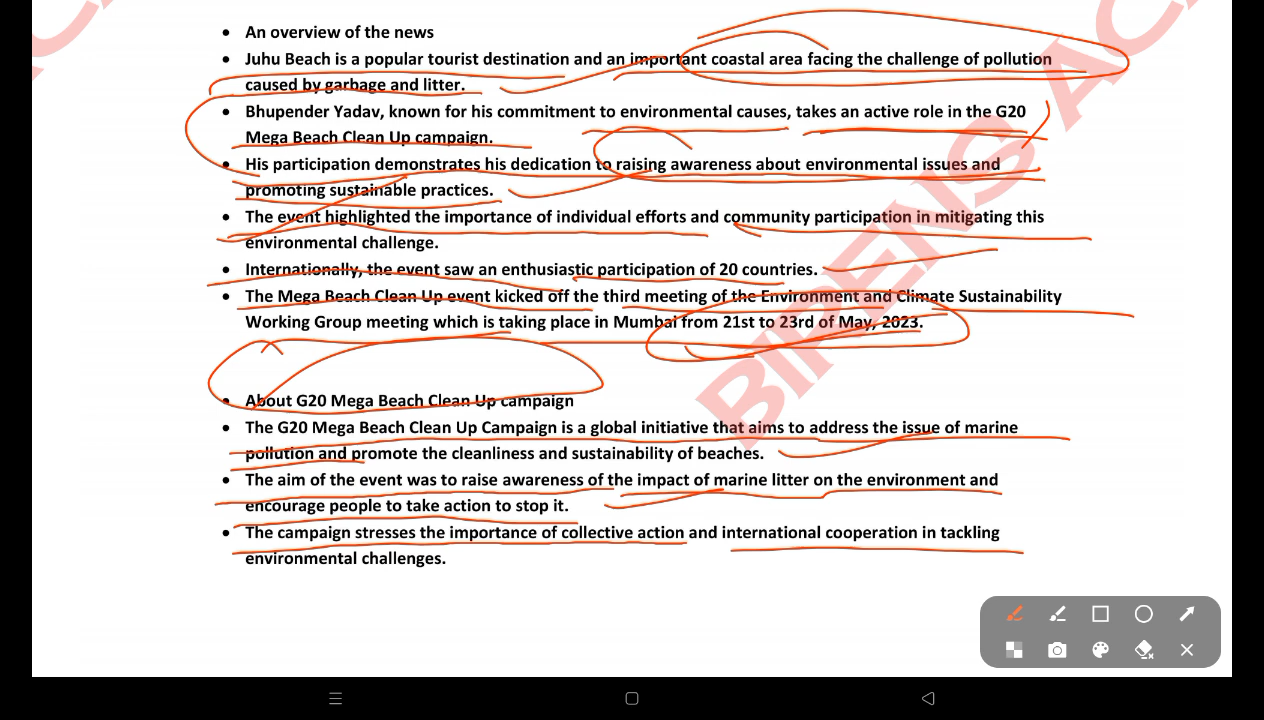 • An overview of the news
• Juhu Beach is a popular tourist destination and an important coastal area facing the challenge of pollution
caused by garbage and litter.
• Bhupender Yadav, known for his commitment to environmental causes, takes an active role in the G20
Mega Beach Clean Up campaign.
• His participation demonstrates his dedication to raising awareness about environmental issues and
promoting sustainable practices.
• The event highlighted the importance of individual efforts and community participation in mitigating this
environmental challenge.
• Internationally, the event saw an enthusiastic participation of 20 countries.
• The Mega Beach Clean Up event kicked off the third meeting of the Environment and Climate Sustainability
Working Group meeting which is taking place in Mumbai from 21st to 23rd of May, 2023.
• About G20 Mega Beach Clean Up campaign
• The G20 Mega Beach Clean Up Campaign is a global initiative that aims to address the issue of marine
pollution and promote the cleanliness and sustainability of beaches.
• The aim of the event was to raise awareness of the impact of marine litter on the environment and
encourage people to take action to stop it.
• The campaign stresses the importance of collective action and international cooperation in tackling
environmental challenges.
BIPENS AC